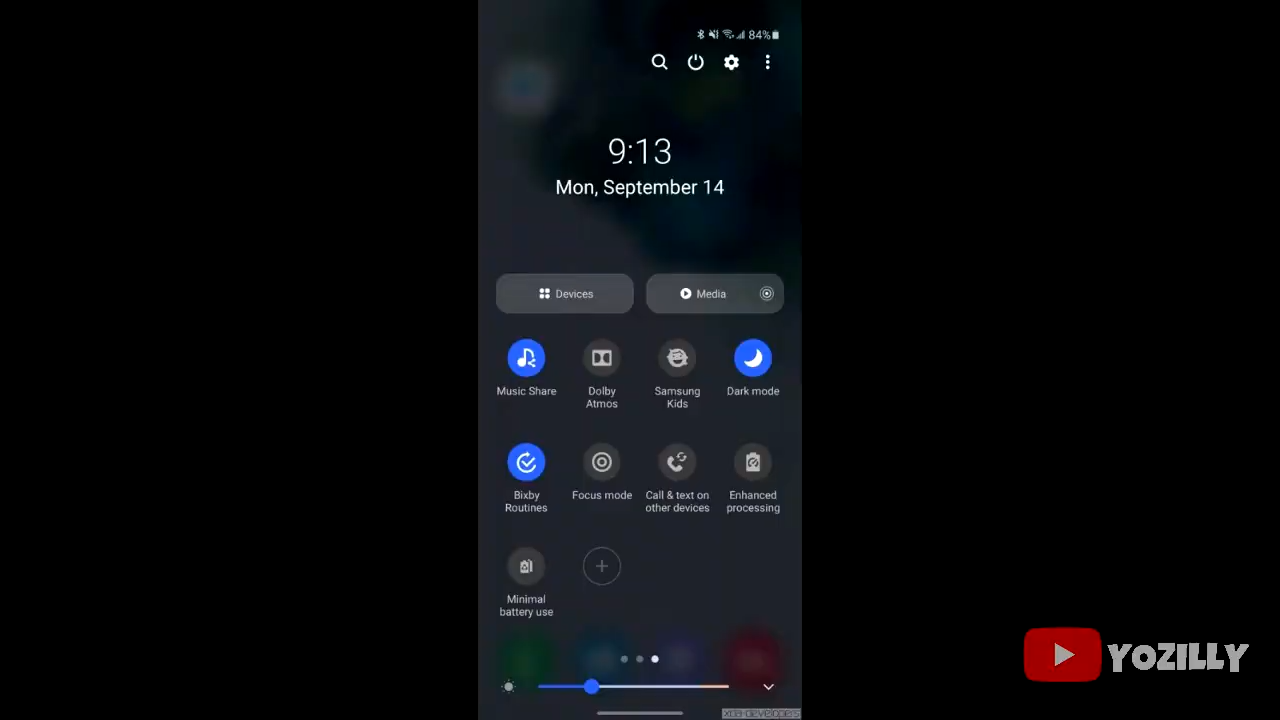 84%
9:13
Mon, September 14
Devices
Media
Music Share
Dolby
Atmos
Samsung
Kids
Dark mode
Bixby
Routines
Focus mode
Call & text on
other devices
Enhanced
processing
Minimal
battery use
YOZILLY